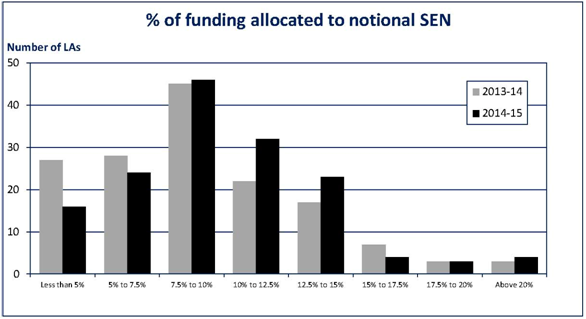 % of funding allocated to notional SEN
Number of LAs
50
40
30
20
10
0
2013-14
2014-15
Less than 5% 5% to 7.5% 7.5% to 10% 10% to 12.5% 12.5% to 15% 15% to 17.5% 17.5% to 20% Above 20%